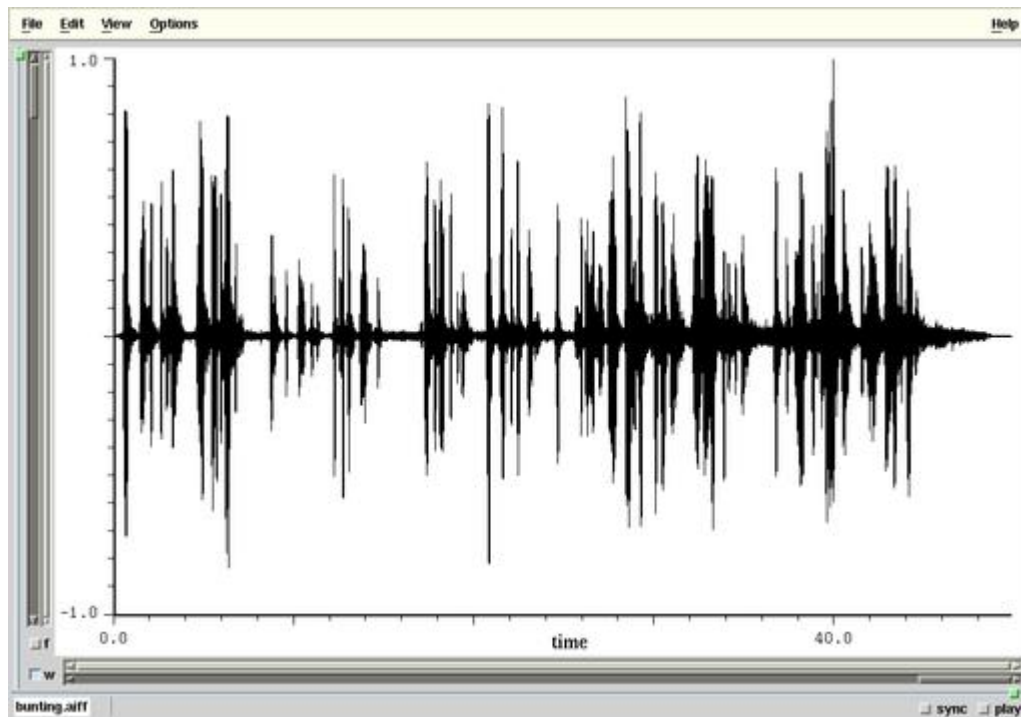 File Edit View Options Help
1.0
-1.0
0.0 time 40.0
f
w
bunting.aiff sync play